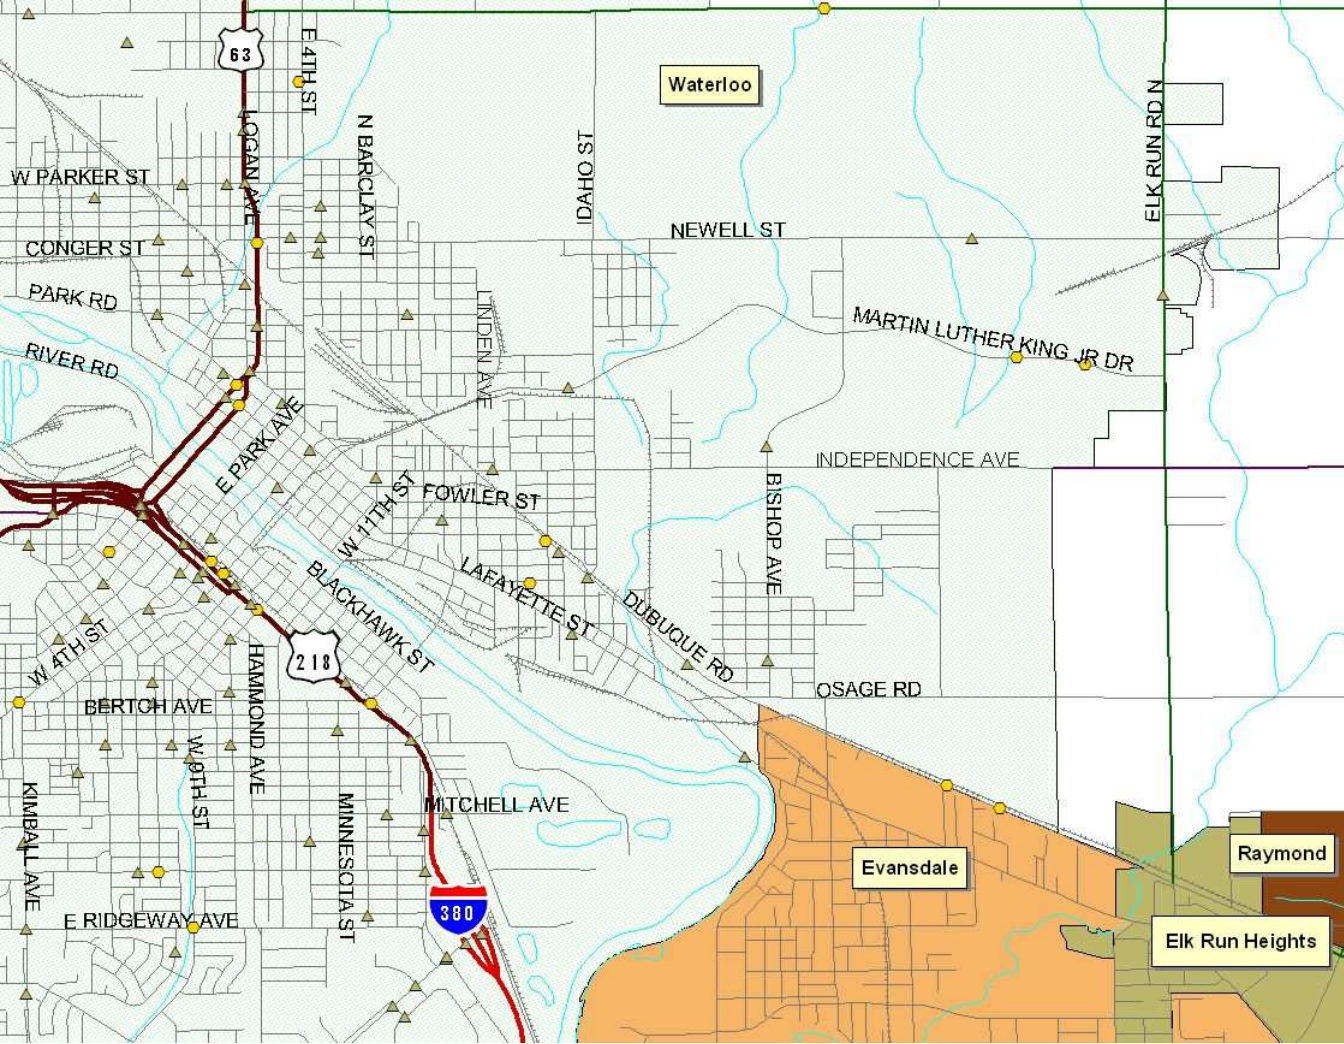 63
E 4TH ST
Waterloo
ELK RUN RD N
LOGAN AVE
N BARCLAY ST
IDAHO ST
W PARKER ST
CONGER ST
NEWELL ST
PARK RD
LINDEN AVE
MARTIN LUTHER KING JR DR
RIVER RD
E PARK AVE
INDEPENDENCE AVE
W 11TH ST
FOWLER ST
BISHOP AVE
BLACKHAWK ST
LAFAYETTE ST
DUBUQUE RD
W 4TH ST
218
HAMMOND AVE
OSAGE RD
BERTCH AVE
W 9TH ST
KIMBALL AVE
MINNESOTA ST
MITCHELL AVE
Evansdale
Raymond
380
E RIDGEWAY AVE
Elk Run Heights